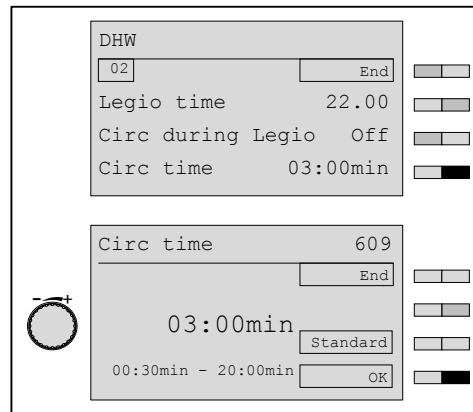 DHW
02 End
Legio time 22.00
Circ during Legio Off
Circ time 03:00min
Circ time 609
End
- +
03:00min
Standard
00:30min - 20:00min OK